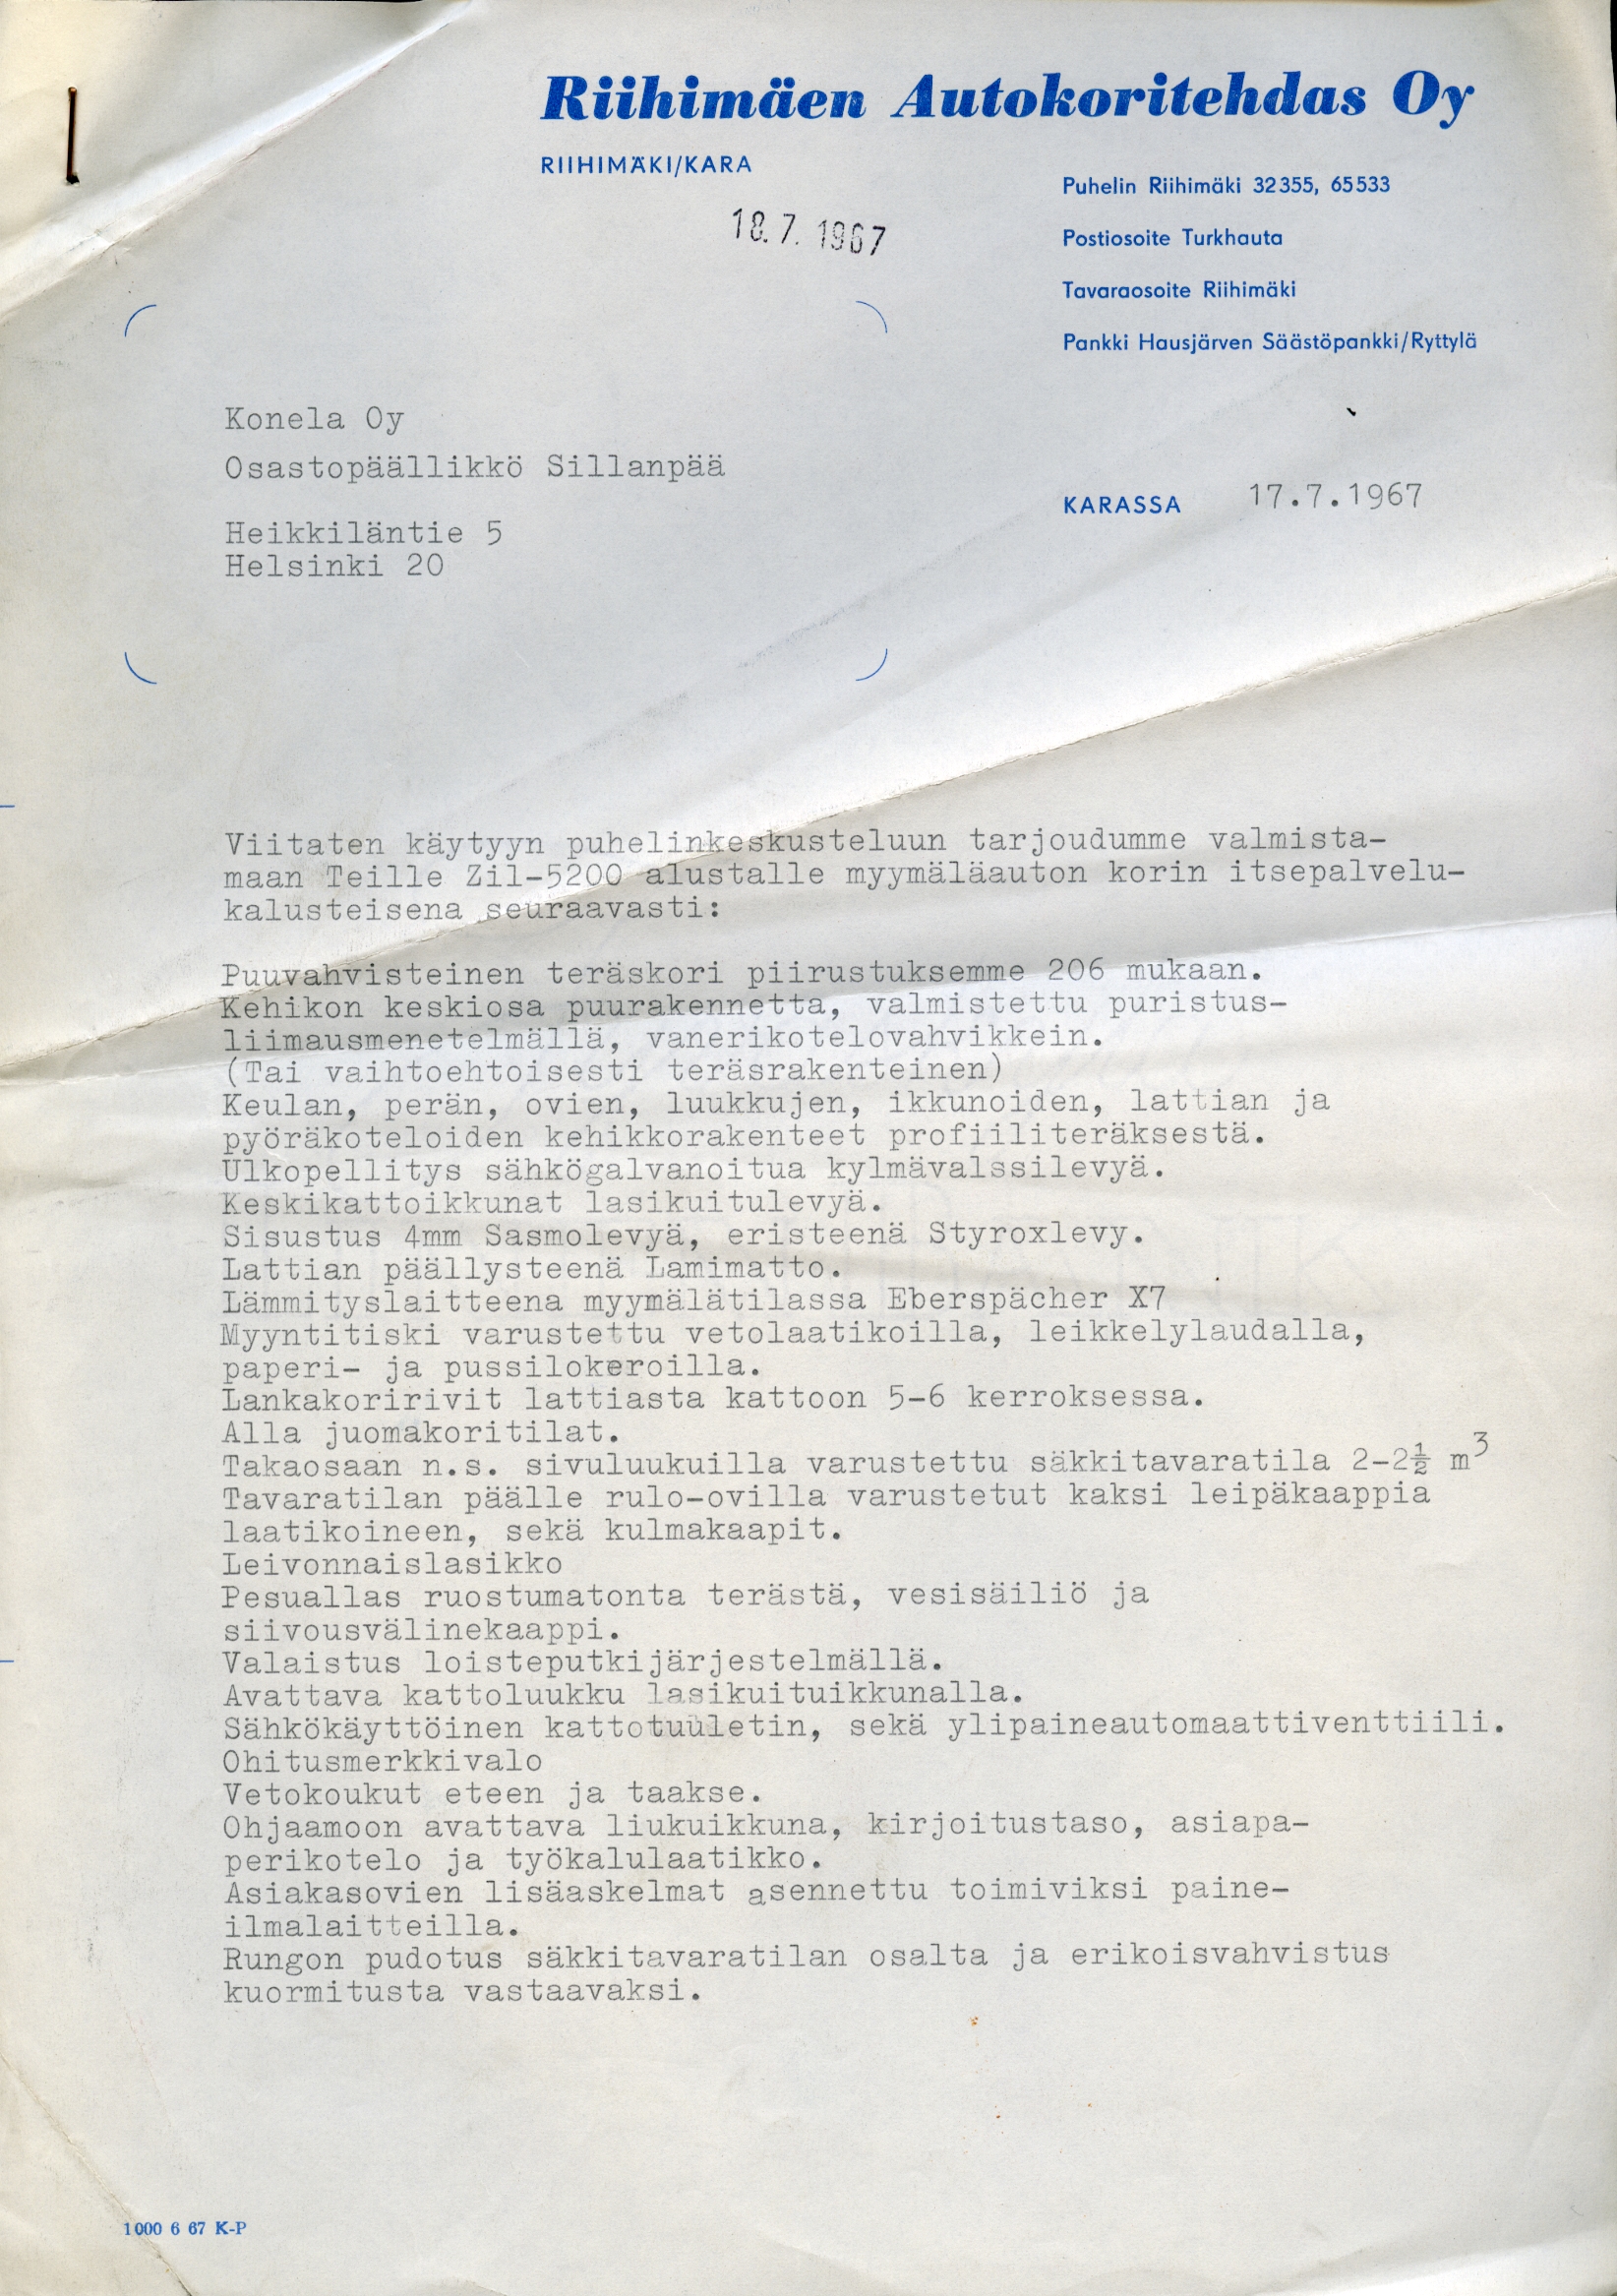 Riihimäen Autokoritehdas Oy
RIIHIMÄKI/KARA
Puhelin Riihimäki 32355, 65533
18.7.1967
Postiosoite Turkhauta
Tavaraosoite Riihimäki
Pankki Hausjärven Säästöpankki/Ryttylä
Konela Oy
Osastopäällikkö Sillanpää
KARASSA 17.7.1967
Heikkiläntie 5
Helsinki 20
Viitaten käytyyn puhelinkeskusteluun tarjoudumme valmista-
maan Teille Zil-5200 alustalle myymäläauton korin itsepalvelu-
kalusteisena seuraavasti:
Puuvahvisteinen teräskori piirustuksemme 206 mukaan.
Kehikon keskiosa puurakennetta, valmistettu puristus-
liimausmenetelmällä, vanerikotelovahvikkein.
(Tai vaihtoehtoisesti teräsrakenteinen)
Keulan, perän, ovien, luukkujen, ikkunoiden, lattian ja
pyöräkoteloiden kehikkorakenteet profiiliteräksestä.
Ulkopellitys sähkögalvanoitua kylmävalssilevyä.
Keskikattoikkunat lasikuitulevyä.
Sisustus 4mm Sasmolevyä, eristeenä Styroxlevy.
Lattian päällysteenä Lamimatto.
Lämmityslaitteena myymälätilassa Eberspächer X7
Myyntitiski varustettu vetolaatikoilla, leikkelylaudalla,
paperi- ja pussilokeroilla.
Lankakoririvit lattiasta kattoon 5-6 kerroksessa.
Alla juomakoritilat.
Takaosaan n.s. sivuluukuilla varustettu säkkitavaratila 2-2½ m³
Tavaratilan päälle rulo-ovilla varustetut kaksi leipäkaappia
laatikoineen, sekä kulmakaapit.
Leivonnaislasikko
Pesuallas ruostumatonta terästä, vesisäiliö ja
siivousvälinekaappi.
Valaistus loisteputkijärjestelmällä.
Avattava kattoluukku lasikuituikkunalla.
Sähkökäyttöinen kattotuuletin, sekä ylipaineautomaattiventtiili.
Ohitusmerkkivalo
Vetokoukut eteen ja taakse.
Ohjaamoon avattava liukuikkuna, kirjoitustaso, asiapa-
perikotelo ja työkalulaatikko.
Asiakasovien lisäaskelmat asennettu toimiviksi paine-
ilmalaitteilla.
Rungon pudotus säkkitavaratilan osalta ja erikoisvahvistus
kuormitusta vastaavaksi.
1000 6 67 K-P